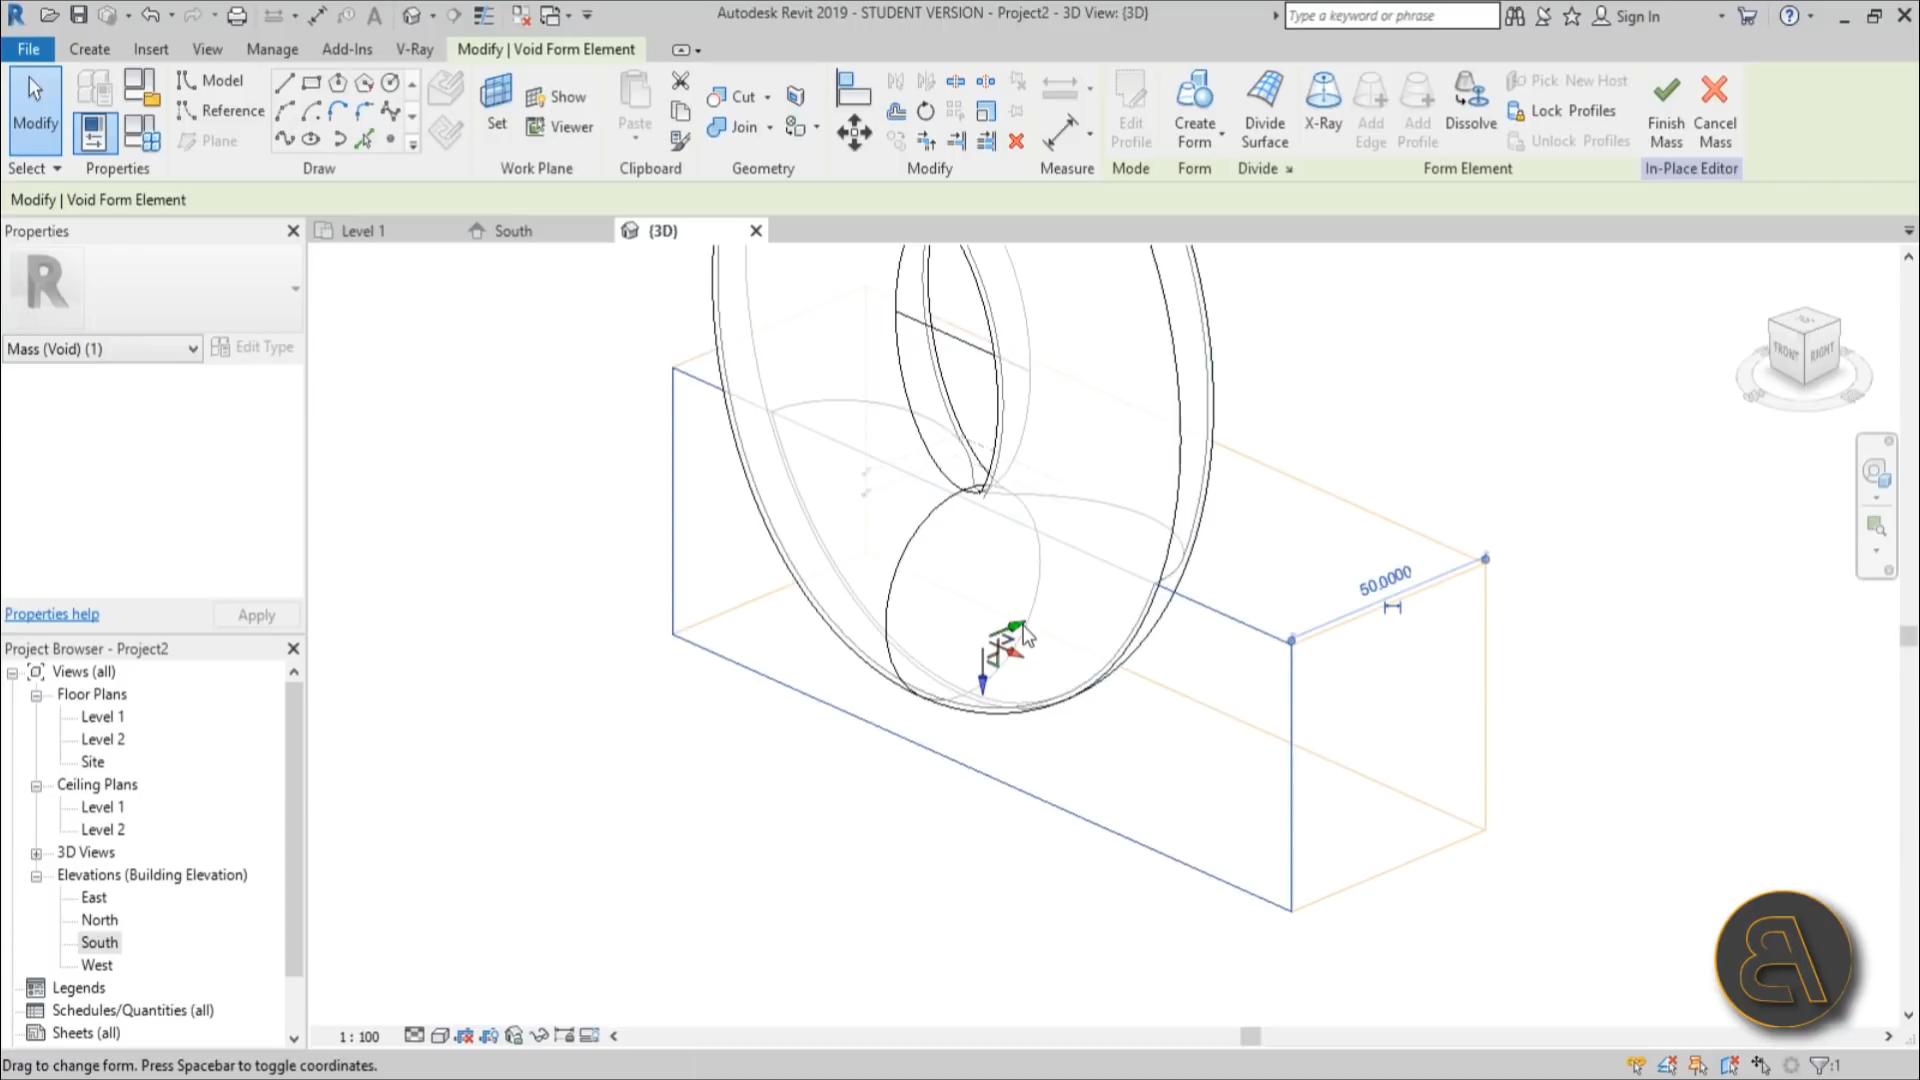 Autodesk Revit 2019 - STUDENT VERSION - Project2 - 3D View: {3D}
Type a keyword or phrase
Sign In
File Create Insert View Manage Add-Ins V-Ray Modify | Void Form Element
Modify
Model
Reference
Plane
Set
Show
Viewer
Paste
Cut
Join
Edit Profile
Create Form
Divide Surface
X-Ray
Add Edge
Add Profile
Dissolve
Pick New Host
Lock Profiles
Unlock Profiles
Finish Mass
Cancel Mass
Select Properties Draw Work Plane Clipboard Geometry Modify Measure Mode Form Divide Form Element In-Place Editor
Modify | Void Form Element
Properties
Level 1
South
{3D}
R
Mass (Void) (1)
Edit Type
FRONT
RIGHT
50.0000
Properties help
Apply
Project Browser - Project2
Views (all)
Floor Plans
Level 1
Level 2
Site
Ceiling Plans
Level 1
Level 2
3D Views
Elevations (Building Elevation)
East
North
South
West
Legends
Schedules/Quantities (all)
Sheets (all)
1 : 100
Drag to change form. Press Spacebar to toggle coordinates.
:1